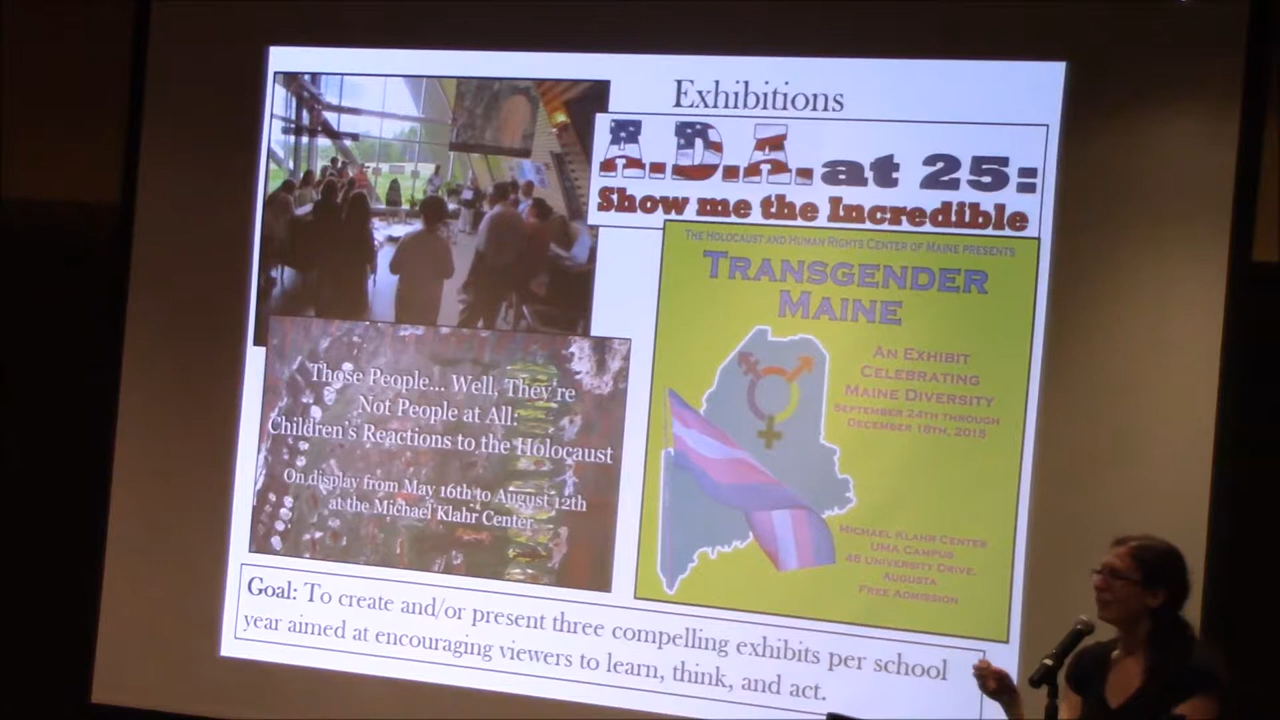 Exhibitions
A.D.A. at 25:
Show me the Incredible
THE HOLOCAUST AND HUMAN RIGHTS CENTER OF MAINE PRESENTS
TRANSGENDER
MAINE
AN EXHIBIT
CELEBRATING
MAINE DIVERSITY
SEPTEMBER 24TH THROUGH
DECEMBER 18TH, 2015
MICHAEL KLAHR CENTER
UMA CAMPUS
46 UNIVERSITY DRIVE,
AUGUSTA
FREE ADMISSION
Those People... Well, They're
Not People at All:
Children's Reactions to the Holocaust
On display from May 16th to August 12th
at the Michael Klahr Center
Goal: To create and/or present three compelling exhibits per school
year aimed at encouraging viewers to learn, think, and act.